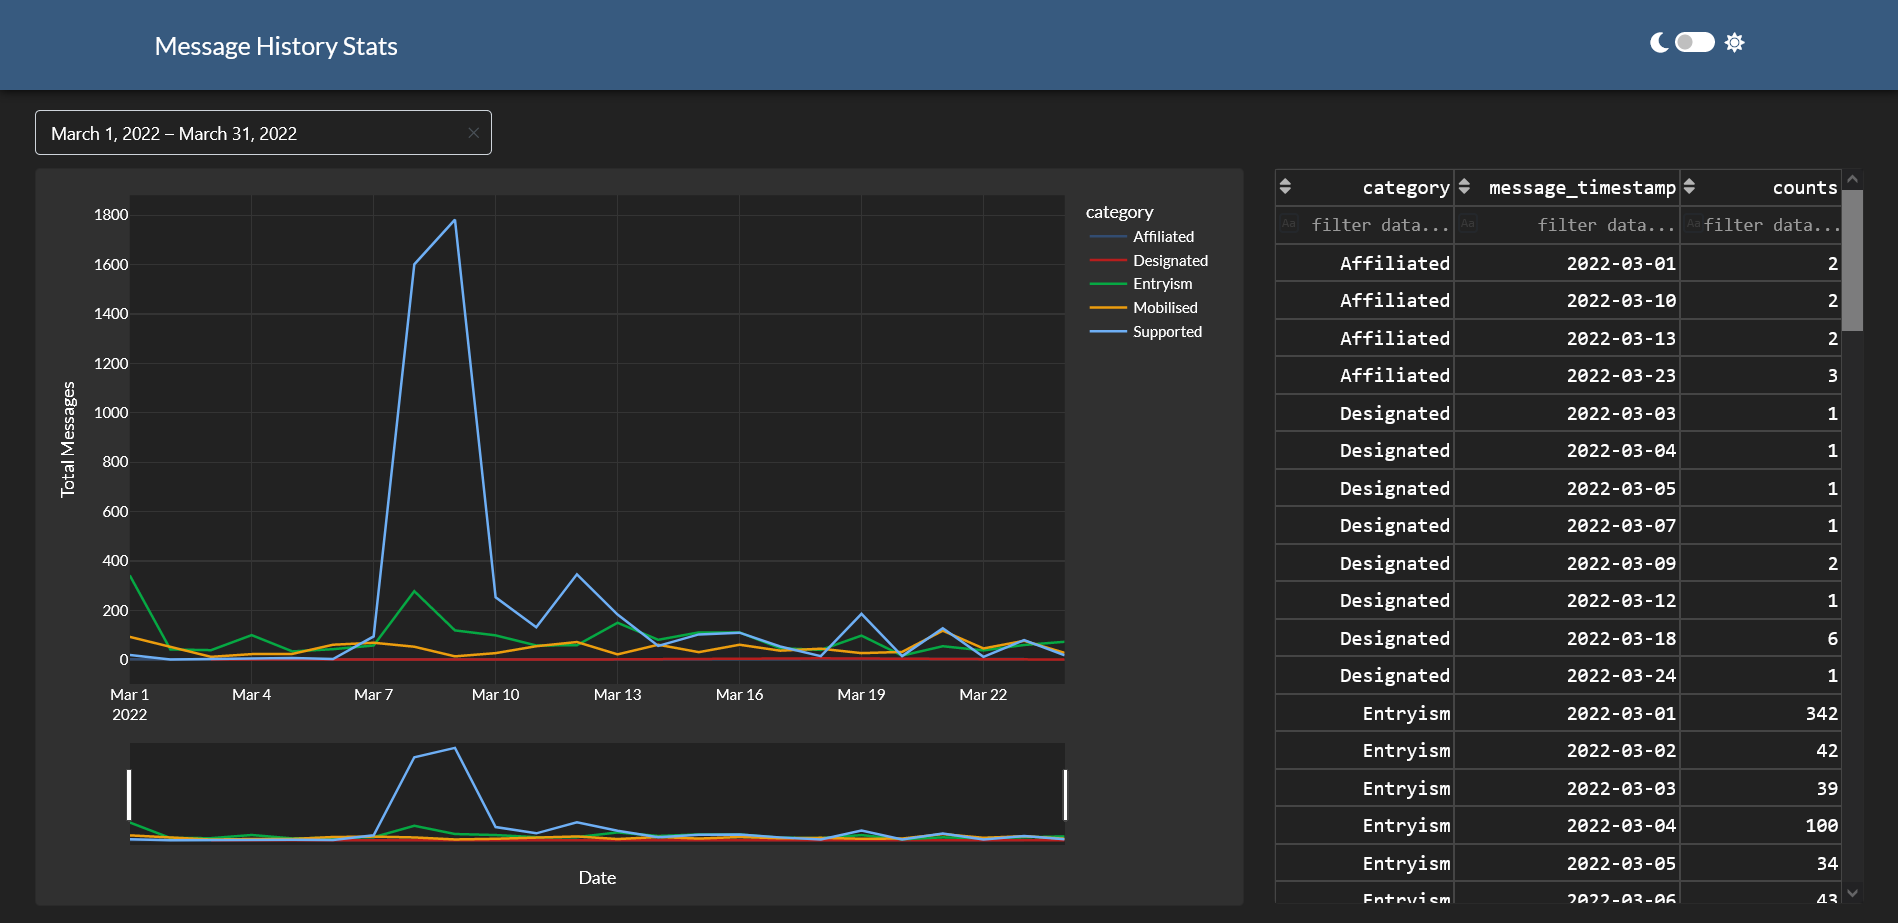 Message History Stats
March 1, 2022 – March 31, 2022
1800
1600
1400
1200
1000
800
600
400
200
0
Total Messages
Mar 1
2022
Mar 4
Mar 7
Mar 10
Mar 13
Mar 16
Mar 19
Mar 22
Date
category
Affiliated
Designated
Entryism
Mobilised
Supported
category message_timestamp counts
Aa filter data... Aa filter data... Aa filter data...
Affiliated 2022-03-01 2
Affiliated 2022-03-10 2
Affiliated 2022-03-13 2
Affiliated 2022-03-23 3
Designated 2022-03-03 1
Designated 2022-03-04 1
Designated 2022-03-05 1
Designated 2022-03-07 1
Designated 2022-03-09 2
Designated 2022-03-12 1
Designated 2022-03-18 6
Designated 2022-03-24 1
Entryism 2022-03-01 342
Entryism 2022-03-02 42
Entryism 2022-03-03 39
Entryism 2022-03-04 100
Entryism 2022-03-05 34
Entryism 2022-03-06 43